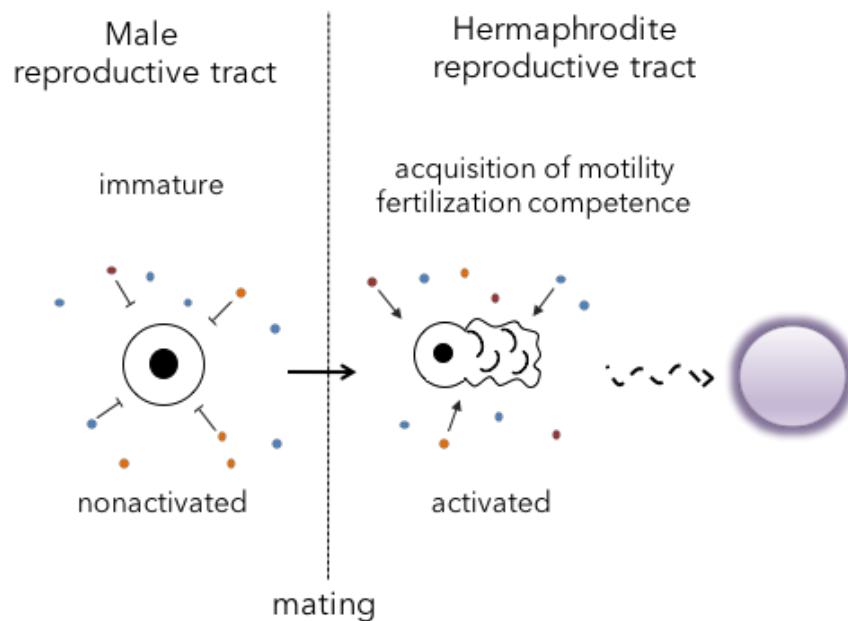 Male
reproductive tract
Hermaphrodite
reproductive tract
immature
acquisition of motility
fertilization competence
nonactivated
activated
mating